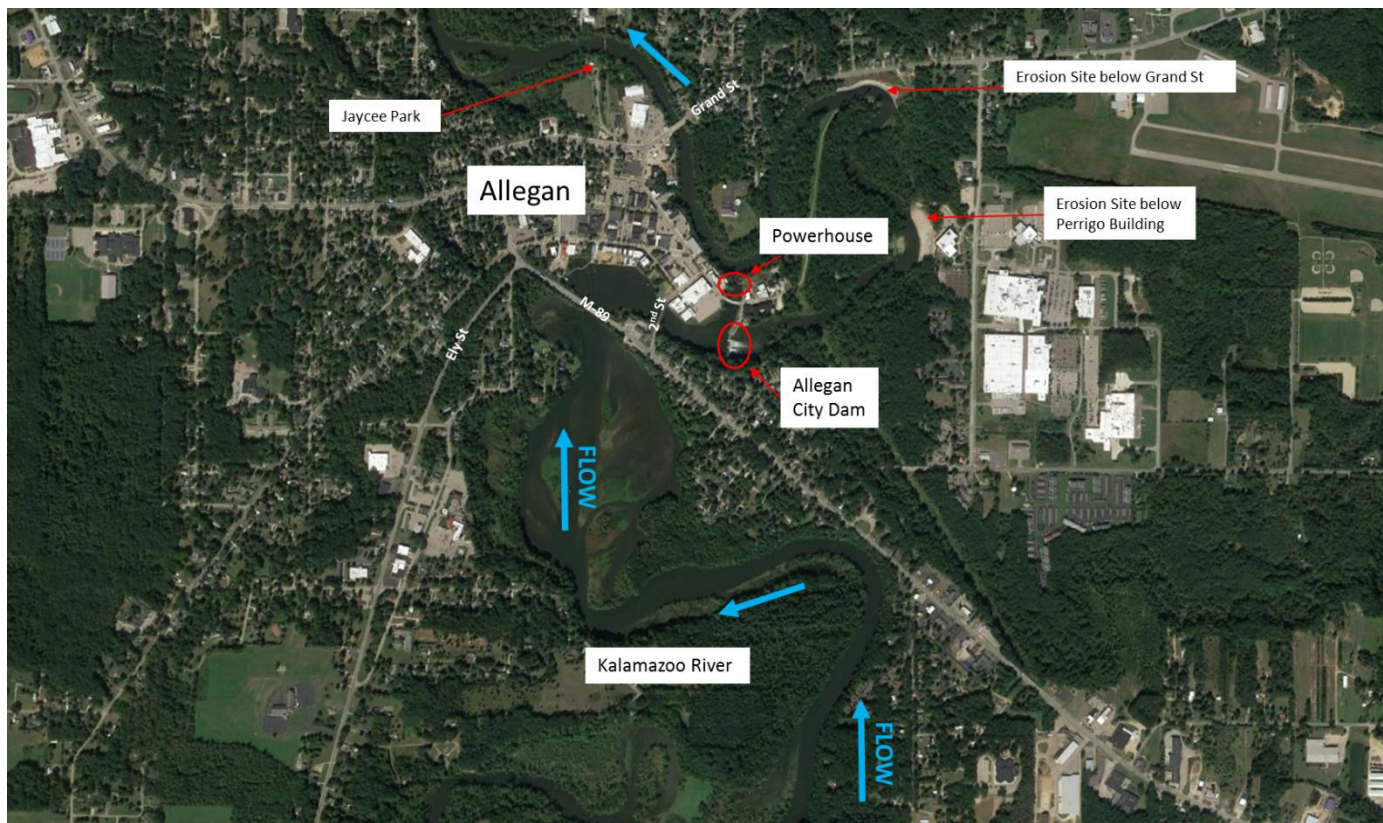 Erosion Site below Grand St
Jaycee Park
Grand St
Allegan
Erosion Site below
Perrigo Building
Powerhouse
M-89
2nd St
Ely St
Allegan
City Dam
FLOW
Kalamazoo River
FLOW